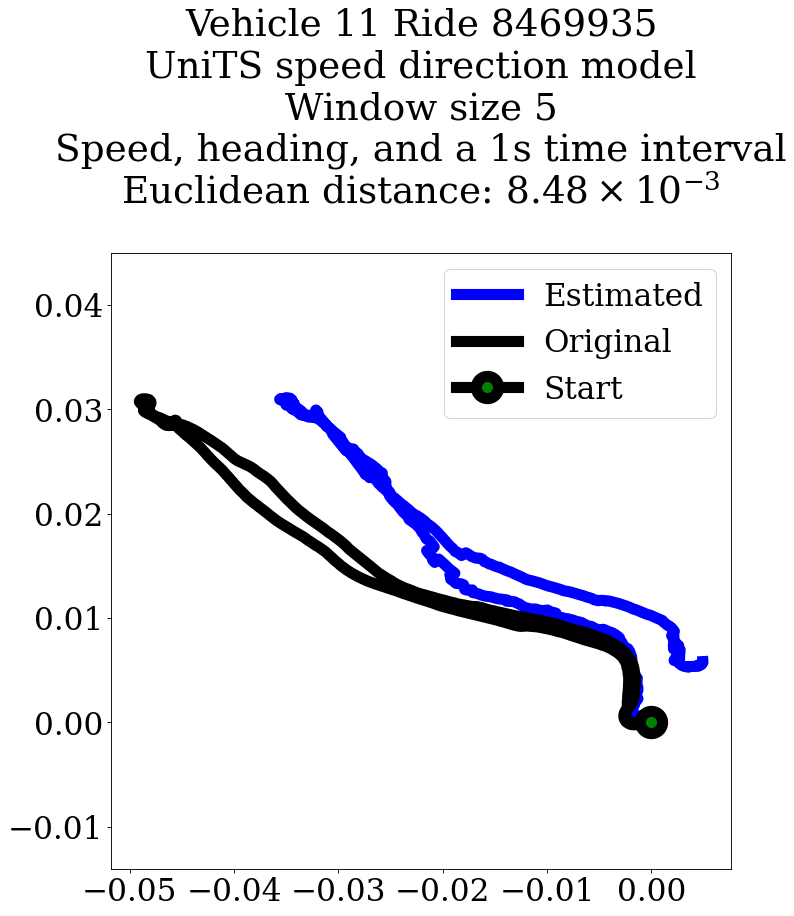 Vehicle 11 Ride 8469935
UniTS speed direction model
Window size 5
Speed, heading, and a 1s time interval
Euclidean distance: 8.48 × 10⁻³
Estimated
Original
Start
0.04
0.03
0.02
0.01
0.00
−0.01
−0.05 −0.04 −0.03 −0.02 −0.01 0.00